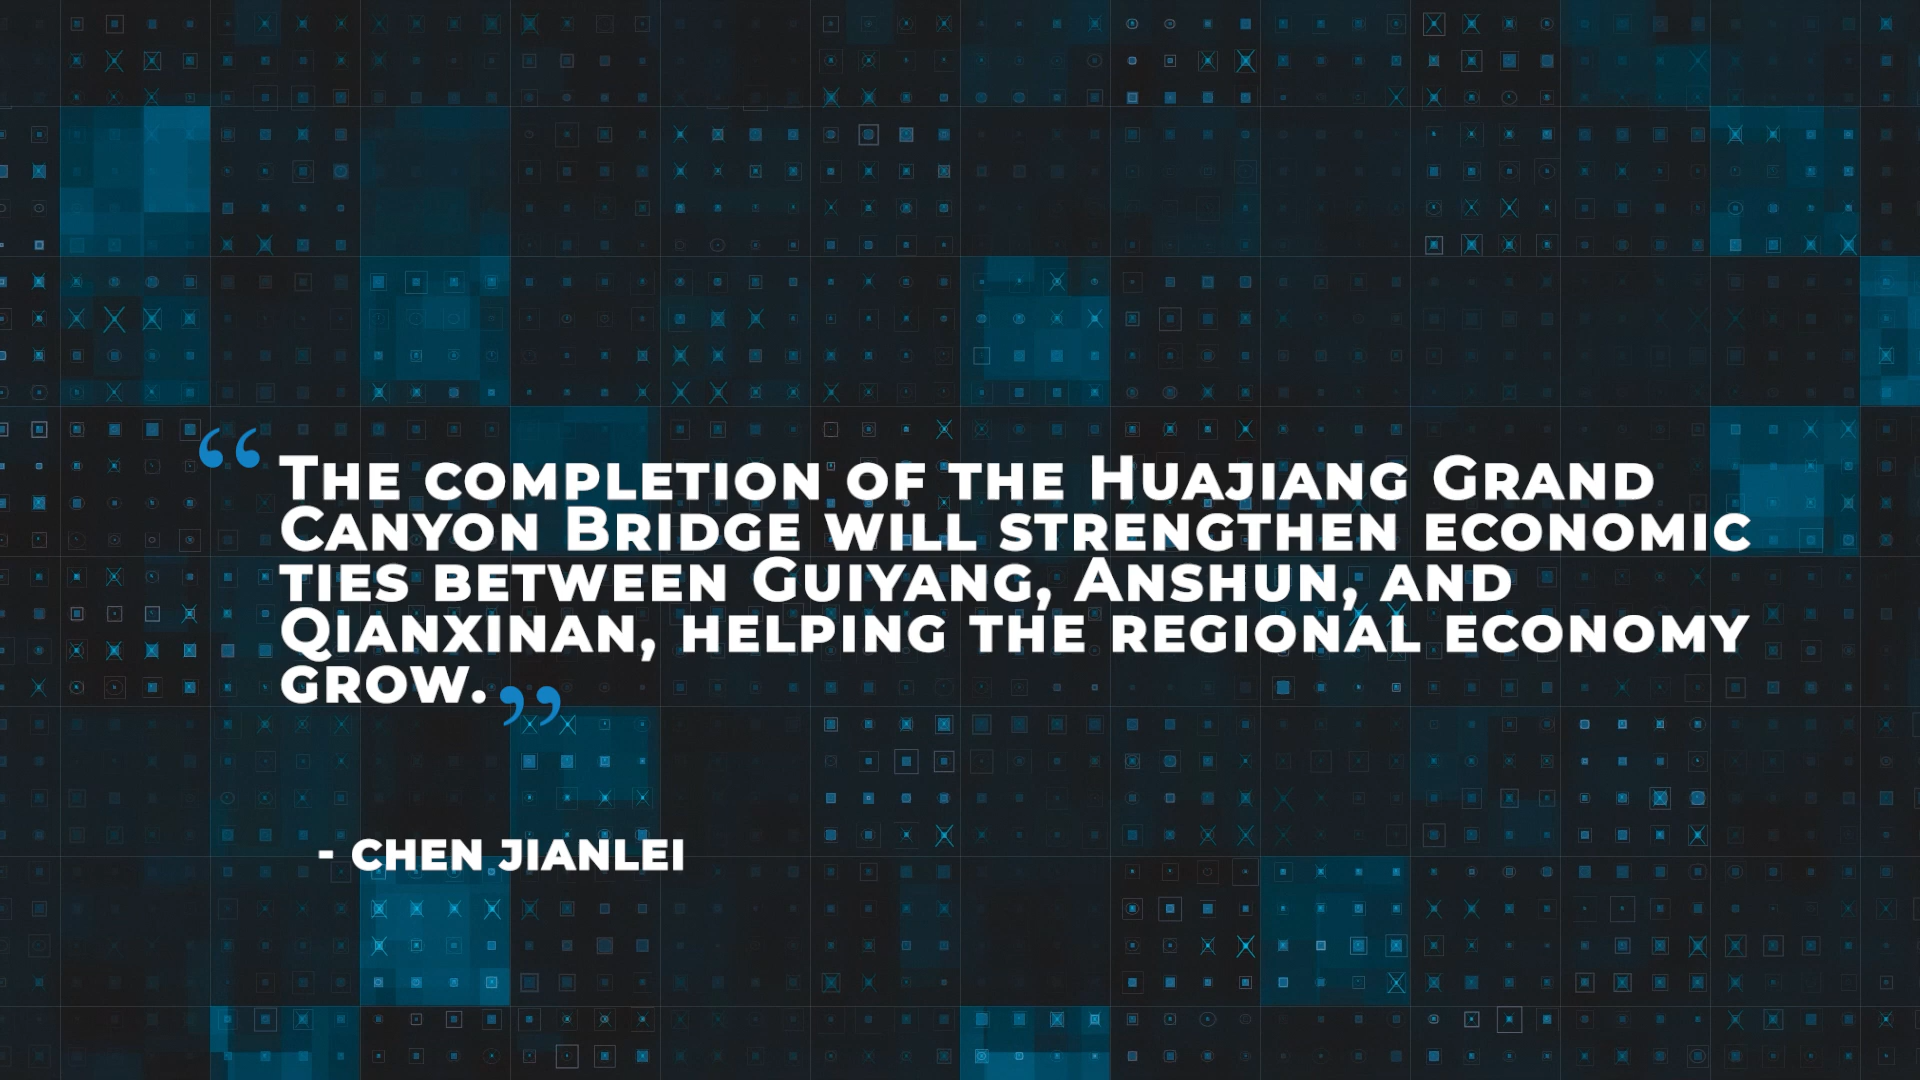 “The completion of the Huajiang Grand
Canyon Bridge will strengthen economic
ties between Guiyang, Anshun, and
Qianxinan, helping the regional economy
grow.”
- CHEN JIANLEI